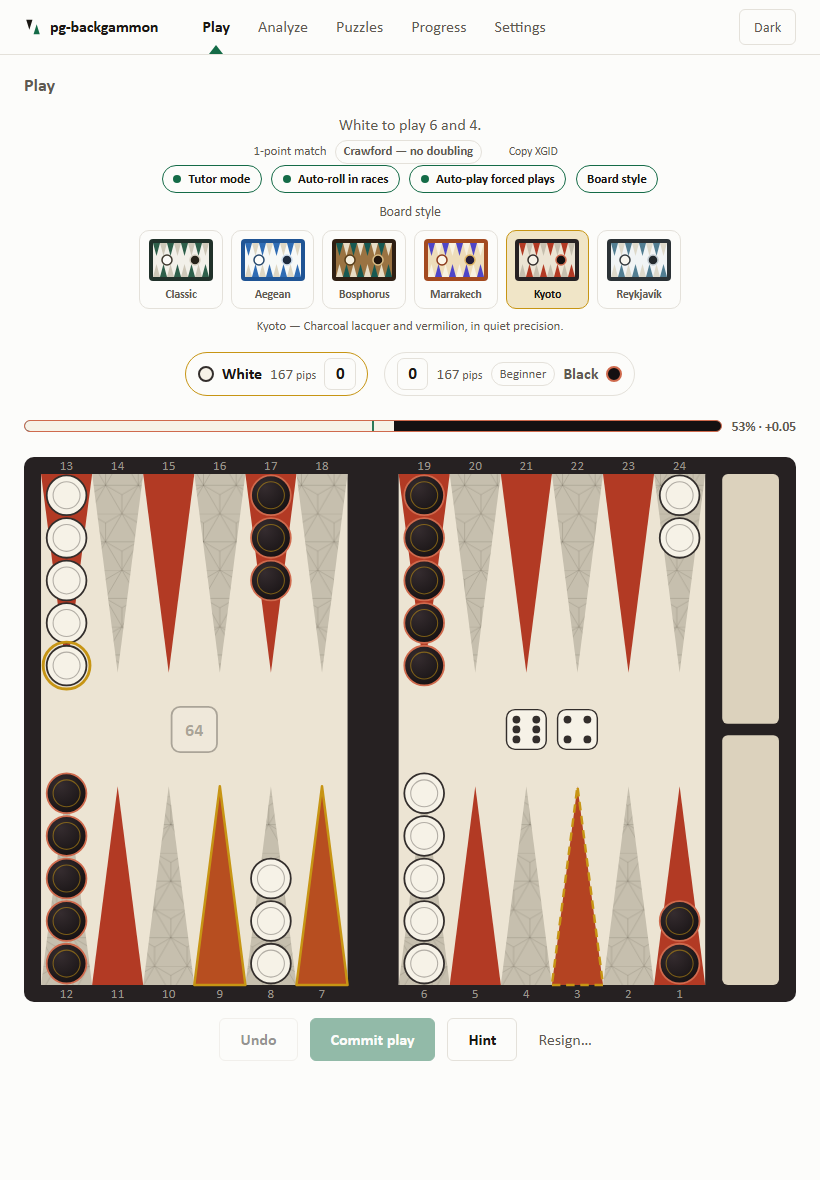 pg-backgammon Play Analyze Puzzles Progress Settings Dark
Play
White to play 6 and 4.
1-point match Crawford — no doubling Copy XGID
Tutor mode Auto-roll in races Auto-play forced plays Board style
Board style
Classic Aegean Bosphorus Marrakech Kyoto Reykjavík
Kyoto — Charcoal lacquer and vermilion, in quiet precision.
White 167 pips 0 0 167 pips Beginner Black
53% · +0.05
13 14 15 16 17 18 19 20 21 22 23 24
64
12 11 10 9 8 7 6 5 4 3 2 1
Undo Commit play Hint Resign...